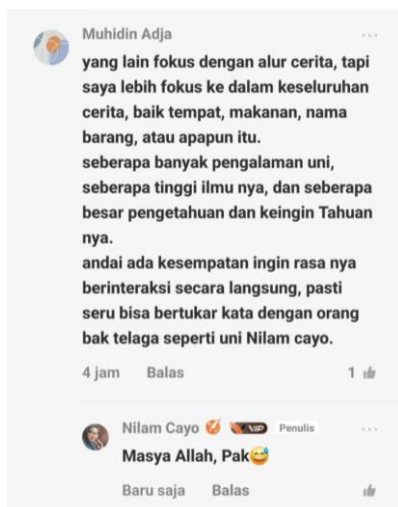 Muhidin Adja
yang lain fokus dengan alur cerita, tapi
saya lebih fokus ke dalam keseluruhan
cerita, baik tempat, makanan, nama
barang, atau apapun itu.
seberapa banyak pengalaman uni,
seberapa tinggi ilmu nya, dan seberapa
besar pengetahuan dan keingin Tahuan
nya.
andai ada kesempatan ingin rasa nya
berinteraksi secara langsung, pasti
seru bisa bertukar kata dengan orang
bak telaga seperti uni Nilam cayo.
4 jam Balas 1
Nilam Cayo VIP Penulis
Masya Allah, Pak😅
Baru saja Balas